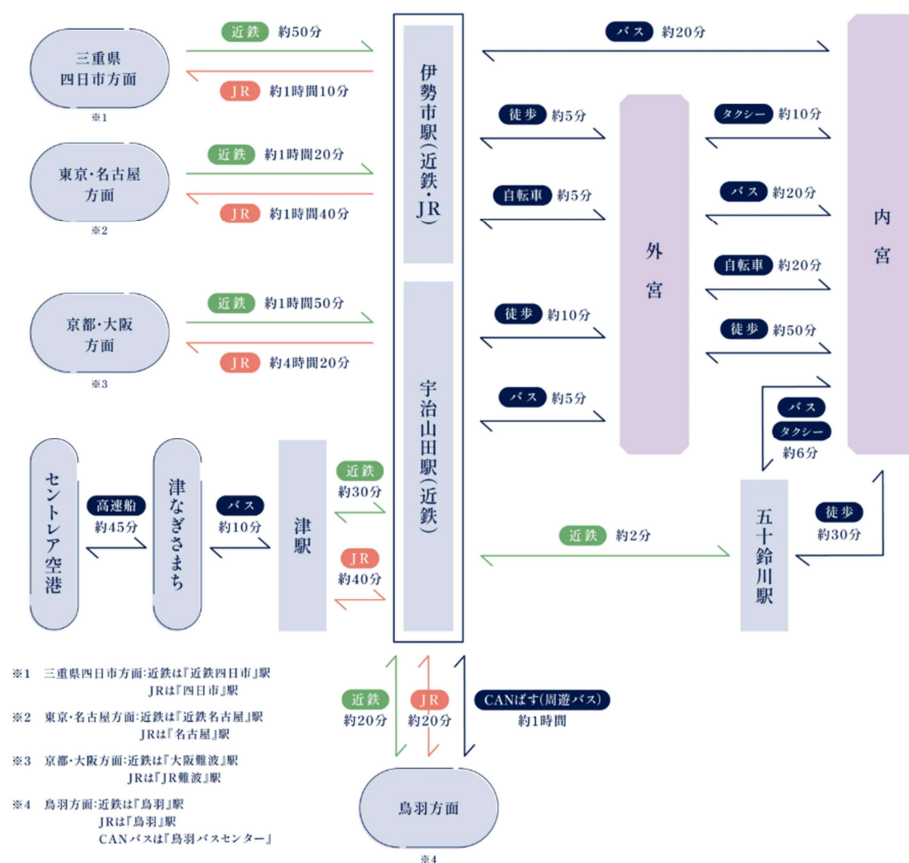 近鉄 約50分
三重県
四日市方面
JR 約1時間10分
※1
近鉄 約1時間20分
東京・名古屋
方面
JR 約1時間40分
※2
近鉄 約1時間50分
京都・大阪
方面
JR 約4時間20分
※3
伊勢市駅(近鉄・JR)
宇治山田駅(近鉄)
バス 約20分
徒歩 約5分
自転車 約5分
徒歩 約10分
バス 約5分
外宮
タクシー 約10分
バス 約20分
自転車 約20分
徒歩 約50分
内宮
バス
タクシー
約6分
五十鈴川駅
徒歩
約30分
近鉄 約2分
セントレア空港
高速船
約45分
津なぎさまち
バス
約10分
津駅
近鉄
約30分
JR
約40分
近鉄
約20分
JR
約20分
CANばす(周遊バス)
約1時間
鳥羽方面
※4
※1 三重県四日市方面:近鉄は『近鉄四日市』駅
JRは『四日市』駅
※2 東京・名古屋方面:近鉄は『近鉄名古屋』駅
JRは『名古屋』駅
※3 京都・大阪方面:近鉄は『大阪難波』駅
JRは『JR難波』駅
※4 鳥羽方面:近鉄は『鳥羽』駅
JRは『鳥羽』駅
CANバスは『鳥羽バスセンター』